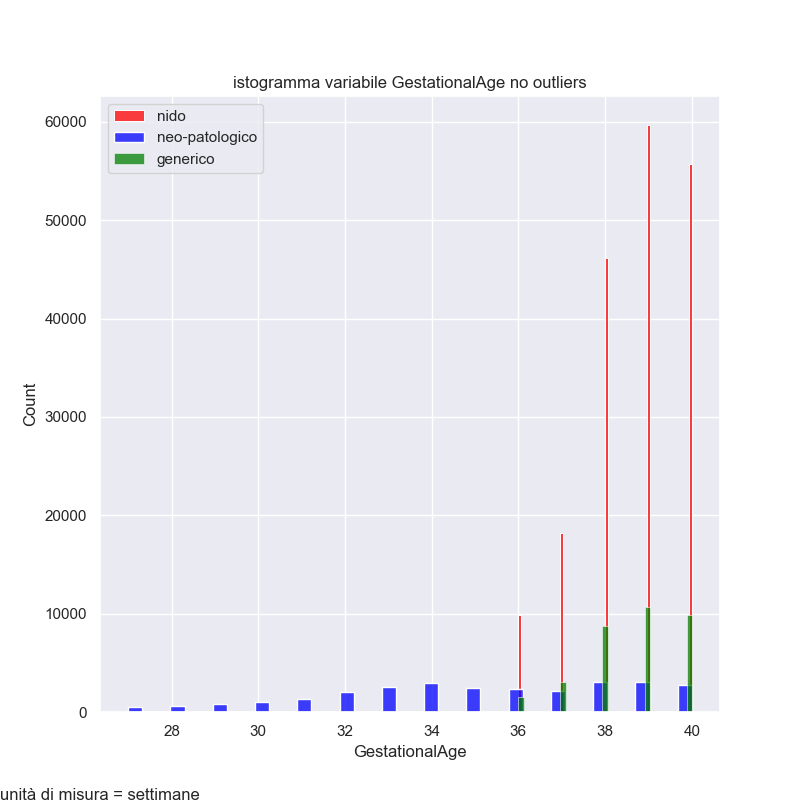 istogramma variabile GestationalAge no outliers
nido
neo-patologico
generico
60000
50000
40000
30000
20000
10000
0
Count
28 30 32 34 36 38 40
GestationalAge
unità di misura = settimane